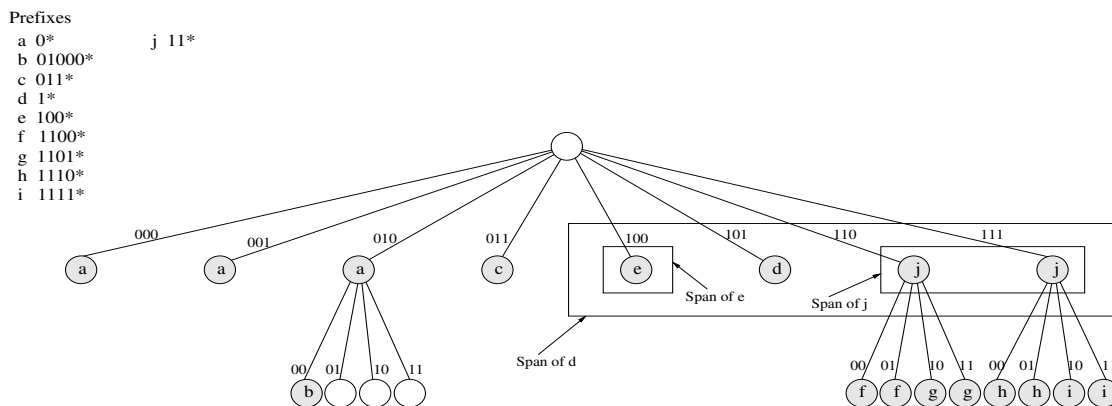 Prefixes
a 0* j 11*
b 01000*
c 011*
d 1*
e 100*
f 1100*
g 1101*
h 1110*
i 1111*
000 001 010 011 100 101 110 111
a a a c e d j j
Span of e Span of j
Span of d
00 01 10 11 00 01 10 11 00 01 10
b f f g g h h i i